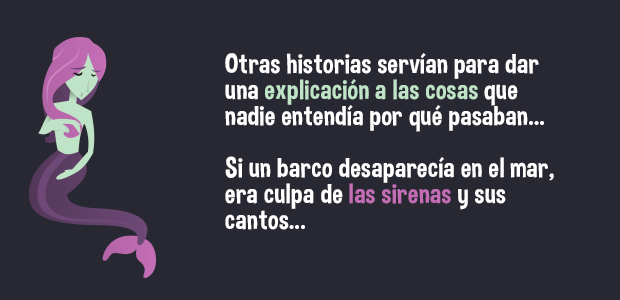 Otras historias servían para dar
una explicación a las cosas que
nadie entendía por qué pasaban...
Si un barco desaparecía en el mar,
era culpa de las sirenas y sus
cantos...